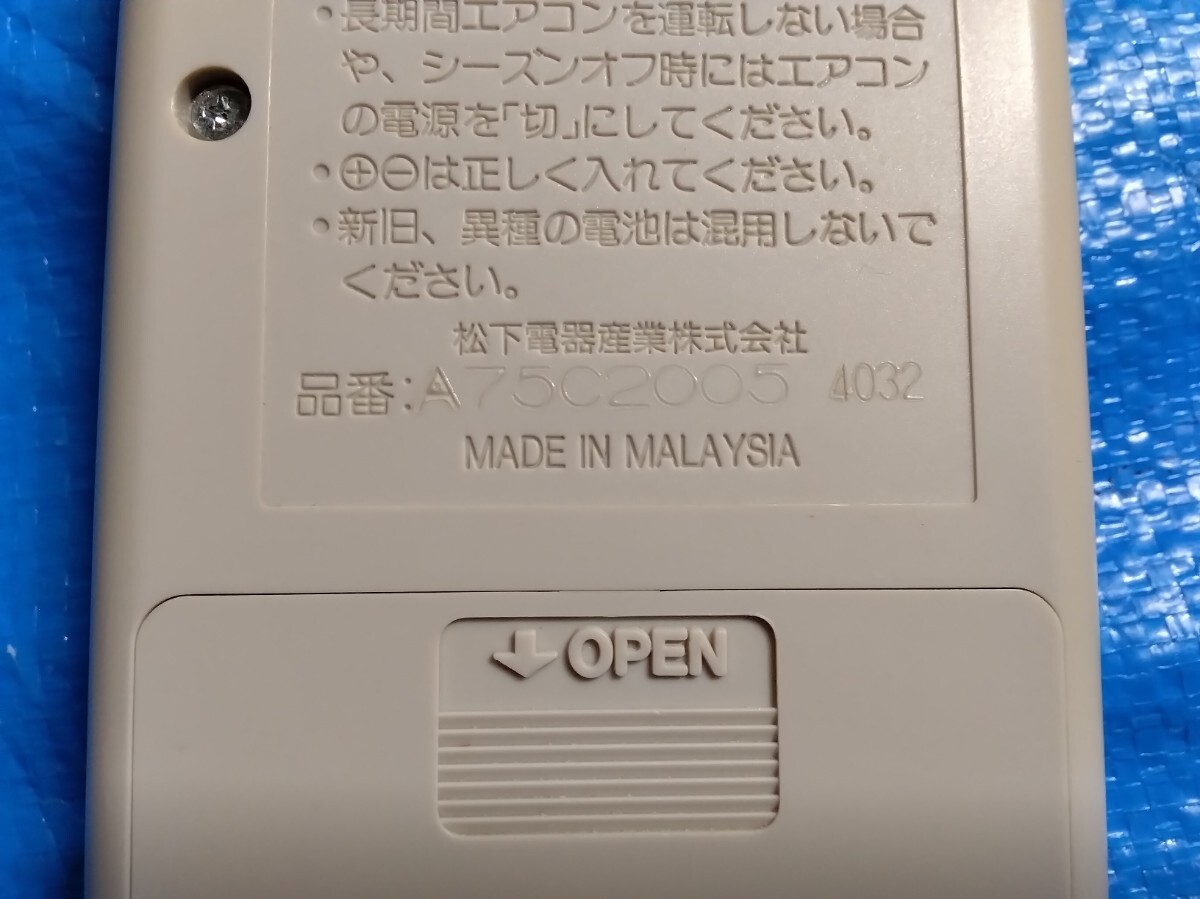 ・長期間エアコンを運転しない場合
や、シーズンオフ時にはエアコン
の電源を「切」にしてください。
・⊕⊖は正しく入れてください。
・新旧、異種の電池は混用しないで
ください。
松下電器産業株式会社
品番:A75C2005 4032
MADE IN MALAYSIA
↓OPEN